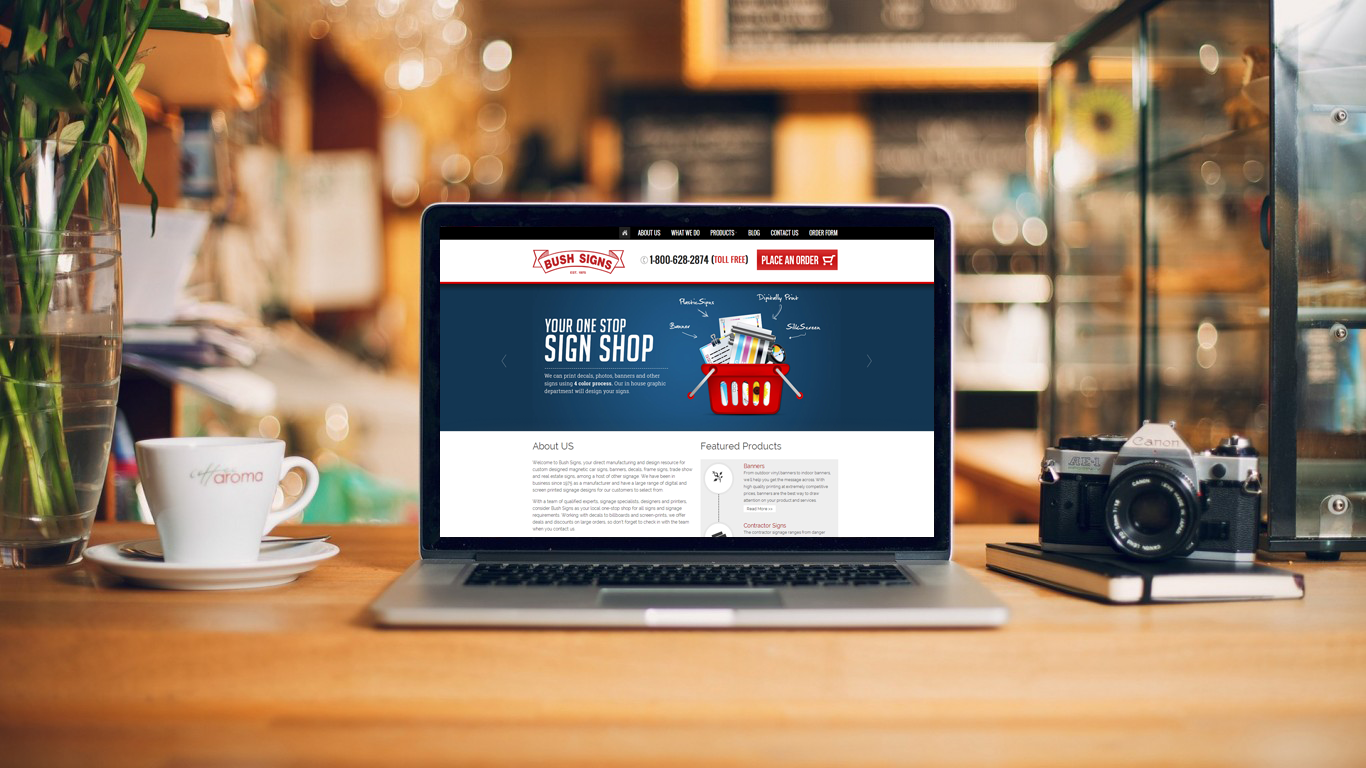 ABOUT US WHAT WE DO PRODUCTS BLOG CONTACT US ORDER FORM
BUSH SIGNS
1-800-628-2874 (TOLL FREE)
PLACE AN ORDER
Plastic Signs
Digitally Print
Banner
SilkScreen
YOUR ONE STOP
SIGN SHOP
We can print decals, photos, banners and other
signs using 4 color process. Our in house graphic
department will design your signs.
About US
Welcome to Bush Signs, your direct manufacturing and design resource for
custom designed magnetic car signs, banners, decals, frame signs, trade show
and real estate signs, among a host of other signage. We have been in
business since 1975 as a manufacturer and have a large range of digital and
screen printed signage designs for our customers to select from.
With a team of qualified experts, signage specialists, designers and printers,
consider Bush Signs as your local one-stop shop for all signs and signage
requirements. Working with decals to billboards and screen-prints, we offer
deals and discounts on large orders, so don't forget to check in with the team
when you contact us.
Featured Products
Banners
From outdoor vinyl banners to indoor banners,
we'll help you get the message across. With
high quality printing at extremely competitive
prices, banners are the best way to draw
attention on your product and services
Read More >>
Contractor Signs
The contractor signage ranges from danger
coffee
aroma
Canon
CANON